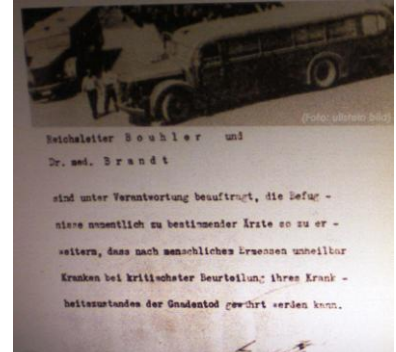 (Foto: ullstein bild)
Reichsleiter Bouhler und
Dr. med. Brandt
sind unter Verantwortung beauftragt, die Befug -
nisse namentlich zu bestimmender Ärzte so zu er -
weitern, dass nach menschlichem Ermessen unheilbar
Kranken bei kritischster Beurteilung ihres Krank -
heitszustandes der Gnadentod gewährt werden kann.